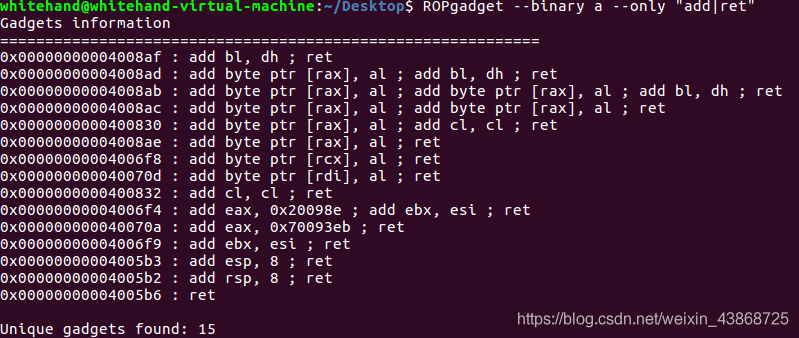 whitehand@whitehand-virtual-machine:~/Desktop$ ROPgadget --binary a --only "add|ret"
Gadgets information
============================================================
0x00000000004008af : add bl, dh ; ret
0x00000000004008ad : add byte ptr [rax], al ; add bl, dh ; ret
0x00000000004008ab : add byte ptr [rax], al ; add byte ptr [rax], al ; add bl, dh ; ret
0x00000000004008ac : add byte ptr [rax], al ; add byte ptr [rax], al ; ret
0x0000000000400830 : add byte ptr [rax], al ; add cl, cl ; ret
0x00000000004008ae : add byte ptr [rax], al ; ret
0x00000000004006f8 : add byte ptr [rcx], al ; ret
0x000000000040070d : add byte ptr [rdi], al ; ret
0x0000000000400832 : add cl, cl ; ret
0x00000000004006f4 : add eax, 0x20098e ; add ebx, esi ; ret
0x000000000040070a : add eax, 0x70093eb ; ret
0x00000000004006f9 : add ebx, esi ; ret
0x00000000004005b3 : add esp, 8 ; ret
0x00000000004005b2 : add rsp, 8 ; ret
0x00000000004005b6 : ret
Unique gadgets found: 15
https://blog.csdn.net/weixin_43868725